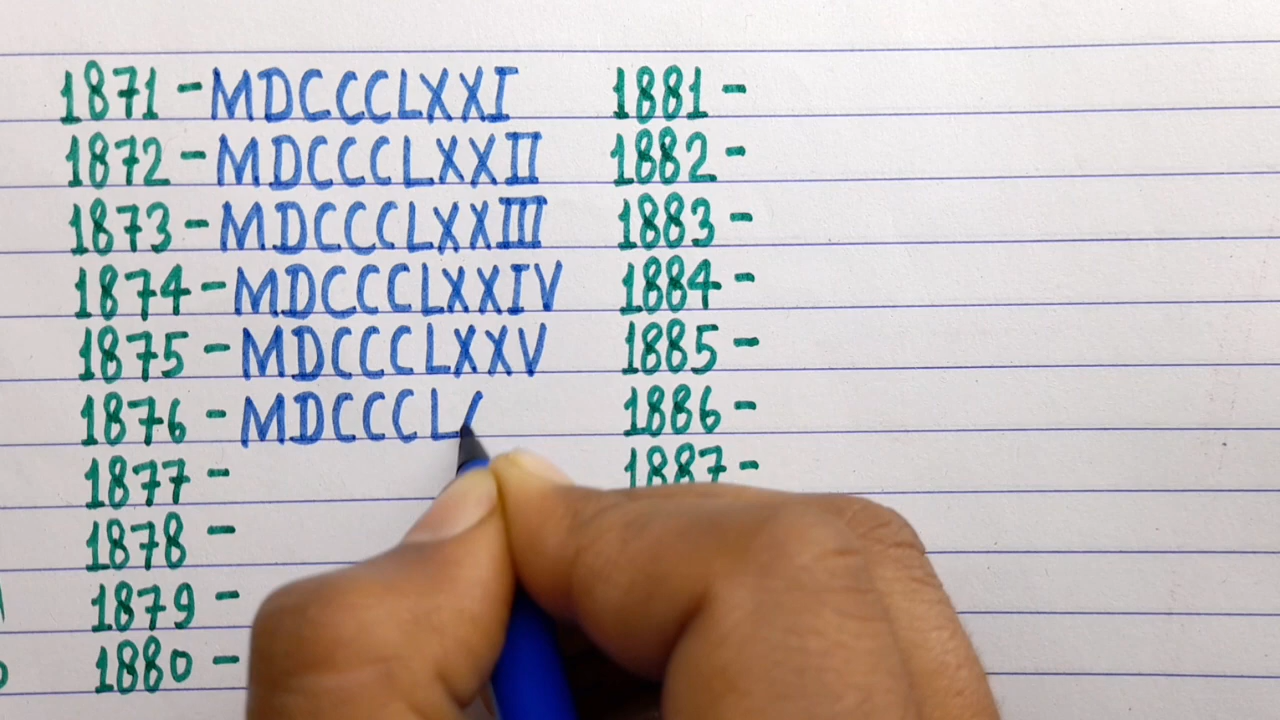 1871 - MDCCCLXXI 1881 -
1872 - MDCCCLXXII 1882 -
1873 - MDCCCLXXIII 1883 -
1874 - MDCCCLXXIV 1884 -
1875 - MDCCCLXXV 1885 -
1876 - MDCCCL 1886 -
1877 - 1887 -
1878 -
1879 -
1880 -